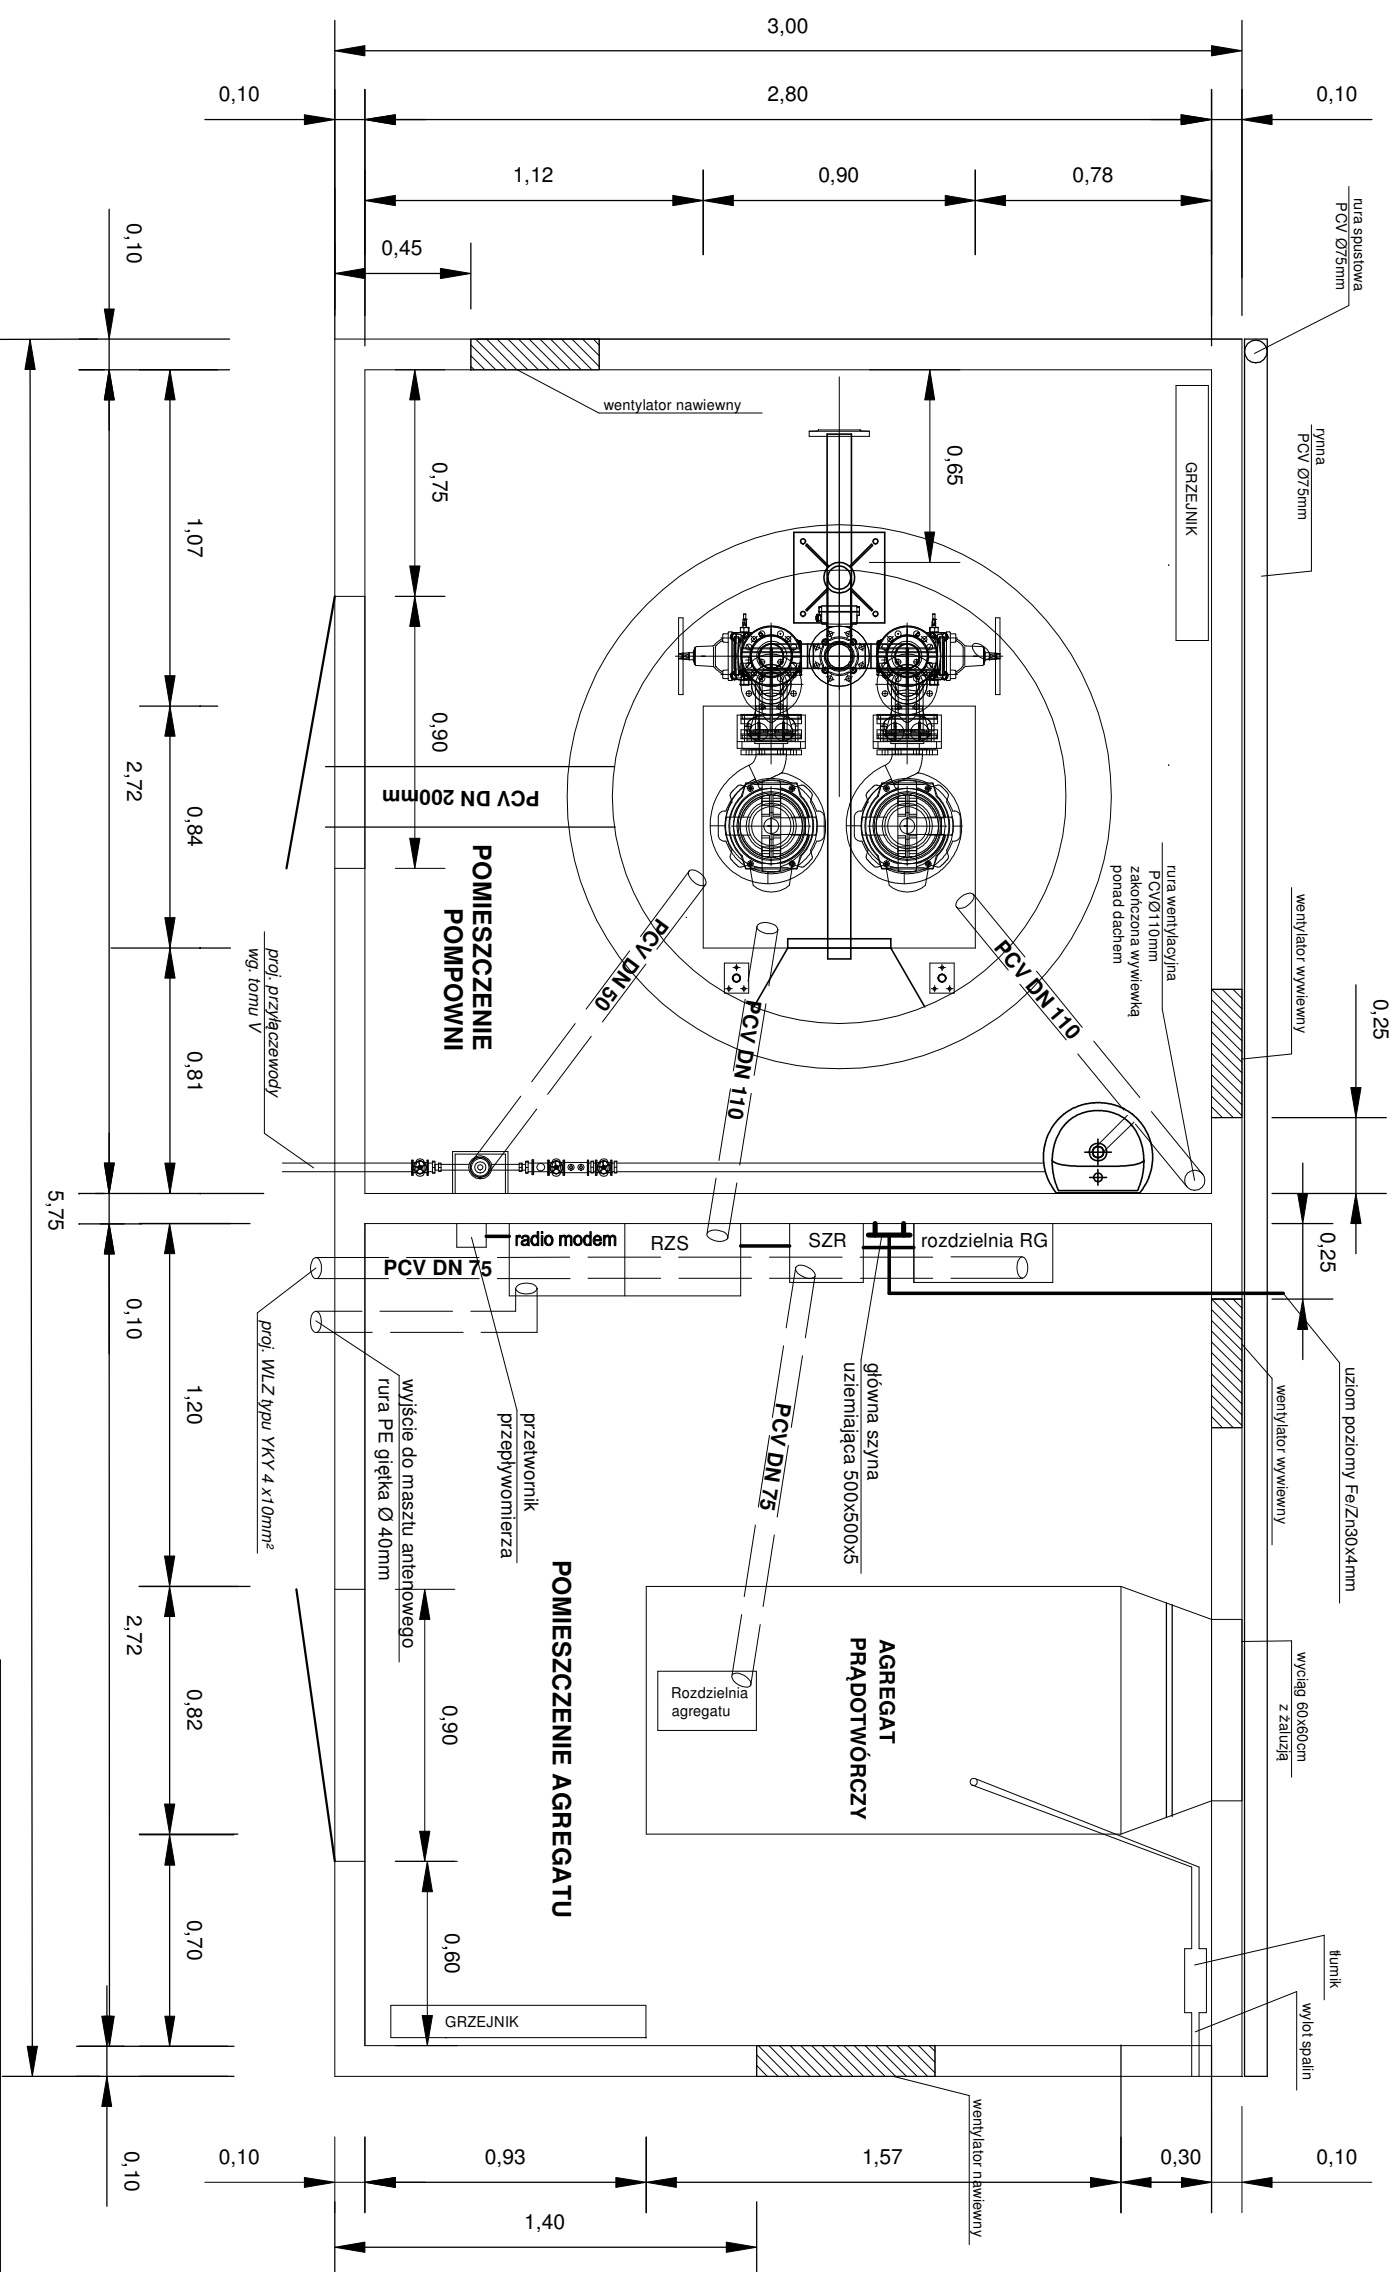 3,00
0,10
2,80
0,10
1,12
0,90
0,78
0,45
rura spustowa
PCV Ø75mm
0,10
wentylator nawiewny
rynna
PCV Ø75mm
GRZEJNIK
0,75
0,65
1,07
0,90
2,72
0,84
PCV DN 200mm
POMIESZCZENIE
POMPOWNI
PCV DN 50
PCV DN 110
PCV DN 110
rura wentylacyjna
PCVØ110mm
zakończona wywiewką
ponad dachem
wentylator wywiewny
0,25
proj. przyłączewody
wg. tomu V
0,81
5,75
radio modem
RZS
SZR
rozdzielnia RG
0,25
PCV DN 75
0,10
proj. WLZ typu YKY 4 x10mm²
wyjście do masztu antenowego
rura PE giętka Ø 40mm
przetwornik
przepływomierza
główna szyna
uziemiająca 500x500x5
PCV DN 75
wentylator wywiewny
uziom poziomy Fe/Zn30x4mm
1,20
2,72
0,82
0,90
POMIESZCZENIE AGREGATU
AGREGAT
PRĄDOTWÓRCZY
Rozdzielnia
agregatu
wyciąg 60x60cm
z żaluzją
0,70
0,60
GRZEJNIK
tłumik
wylot spalin
wentylator nawiewny
0,10
0,10
0,93
1,57
0,30
0,10
1,40